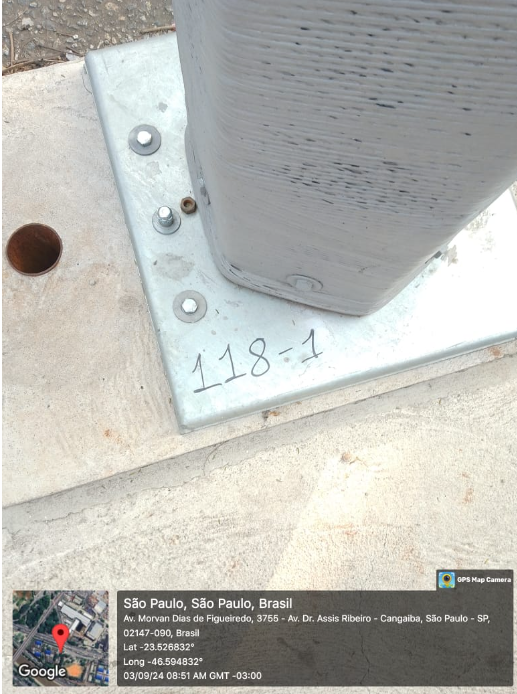 118-1
GPS Map Camera
São Paulo, São Paulo, Brasil
Av. Morvan Dias de Figueiredo, 3755 - Av. Dr. Assis Ribeiro - Cangaiba, São Paulo - SP,
02147-090, Brasil
Lat -23.526832°
Long -46.594832°
03/09/24 08:51 AM GMT -03:00
Google